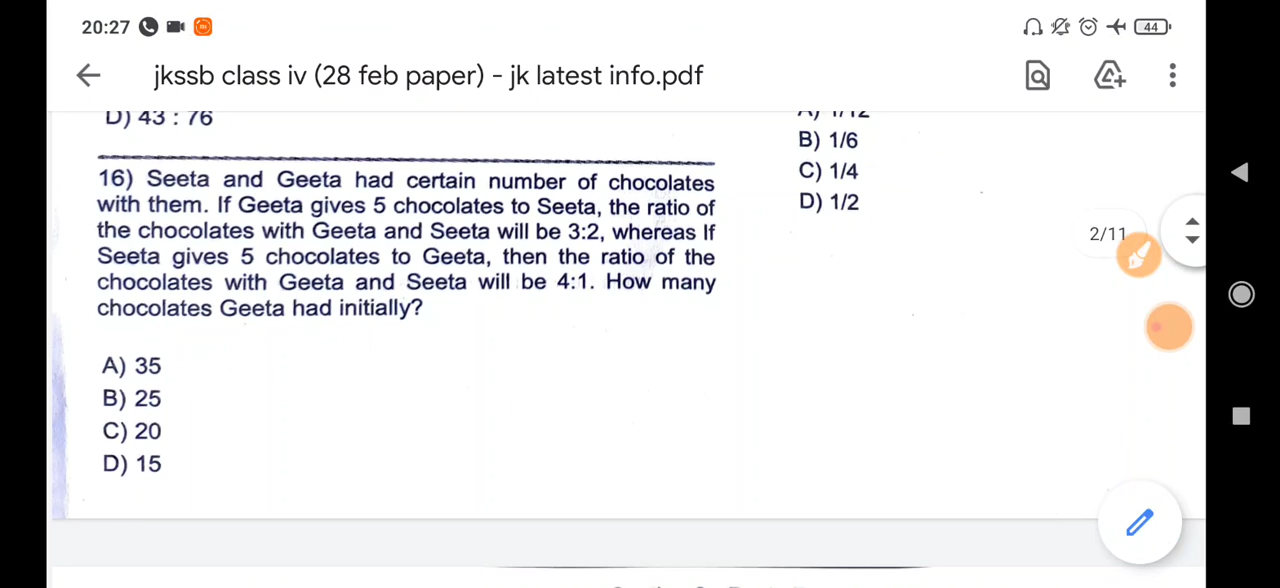 20:27
44
jkssb class iv (28 feb paper) - jk latest info.pdf
D) 43 : 76
16) Seeta and Geeta had certain number of chocolates
with them. If Geeta gives 5 chocolates to Seeta, the ratio of
the chocolates with Geeta and Seeta will be 3:2, whereas If
Seeta gives 5 chocolates to Geeta, then the ratio of the
chocolates with Geeta and Seeta will be 4:1. How many
chocolates Geeta had initially?
A) 35
B) 25
C) 20
D) 15
A) 1/12
B) 1/6
C) 1/4
D) 1/2
2/11